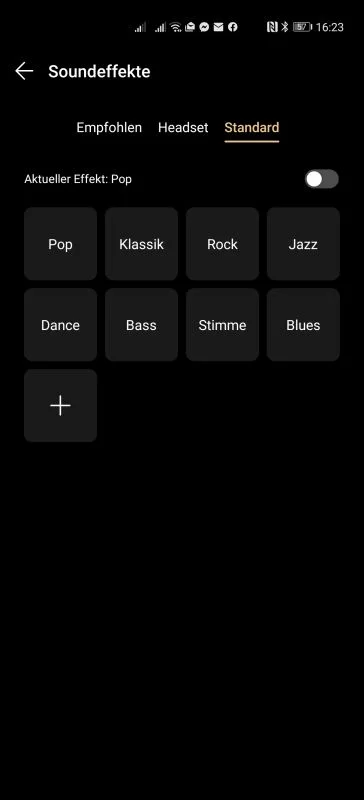 57 16:23
Soundeffekte
Empfohlen Headset Standard
Aktueller Effekt: Pop
Pop Klassik Rock Jazz
Dance Bass Stimme Blues